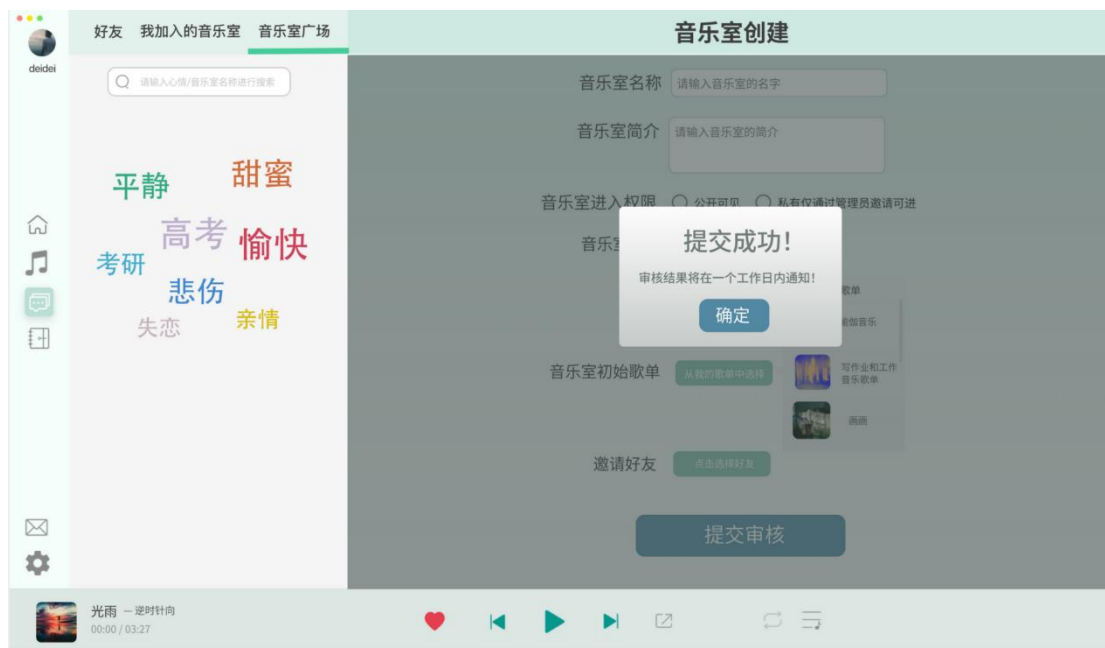 deidei
好友 我加入的音乐室 音乐室广场
请输入心情/音乐室名称进行搜索
平静
甜蜜
高考
愉快
考研
悲伤
失恋
亲情
音乐室创建
音乐室名称 请输入音乐室的名字
音乐室简介 请输入音乐室的简介
音乐室进入权限 公开可见 私有仅通过管理员邀请可进
音乐室
提交成功!
审核结果将在一个工作日内通知!
确定
歌单
瑜伽音乐
音乐室初始歌单 从我的歌单中选择
写作业和工作
音乐歌单
画画
邀请好友 点击选择好友
提交审核
光雨 – 逆时针向
00:00 / 03:27